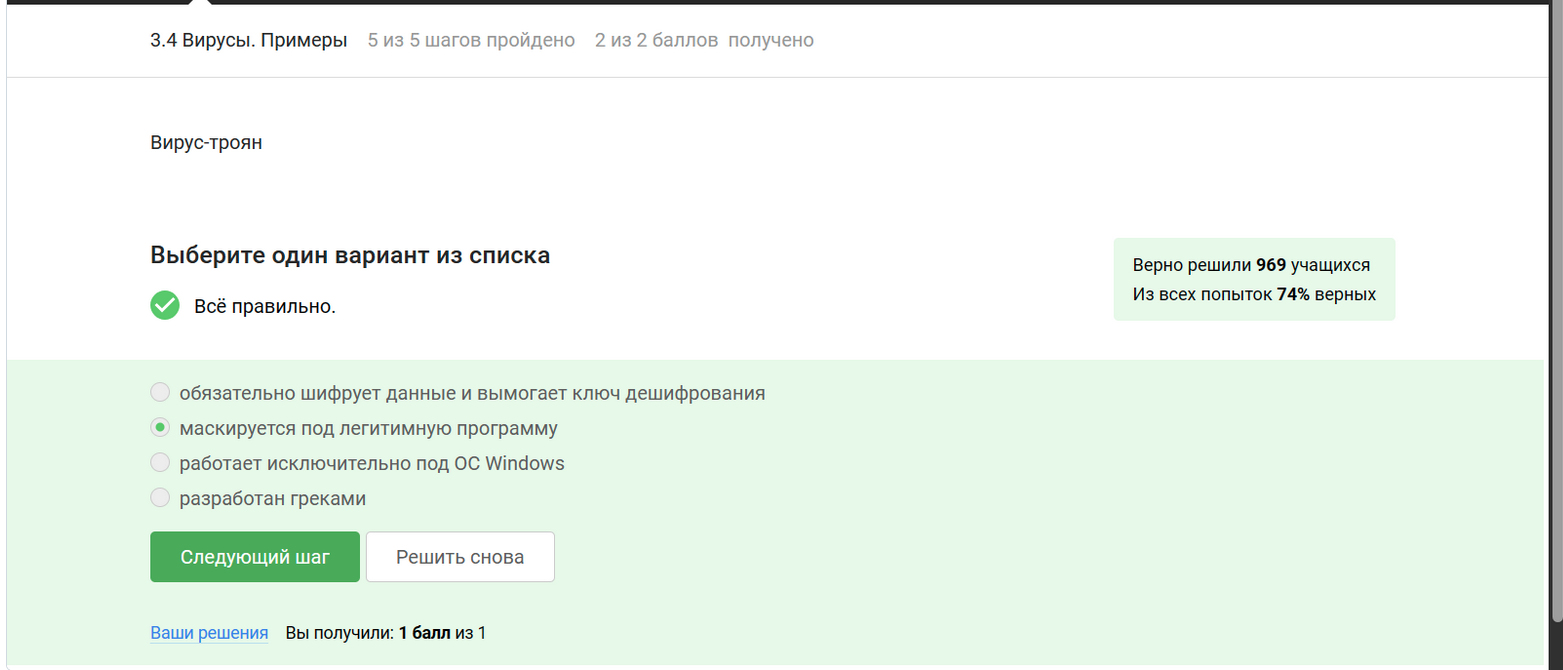 3.4 Вирусы. Примеры 5 из 5 шагов пройдено 2 из 2 баллов получено
Вирус-троян
Выберите один вариант из списка
Всё правильно.
Верно решили 969 учащихся
Из всех попыток 74% верных
обязательно шифрует данные и вымогает ключ дешифрования
маскируется под легитимную программу
работает исключительно под ОС Windows
разработан греками
Следующий шаг Решить снова
Ваши решения Вы получили: 1 балл из 1